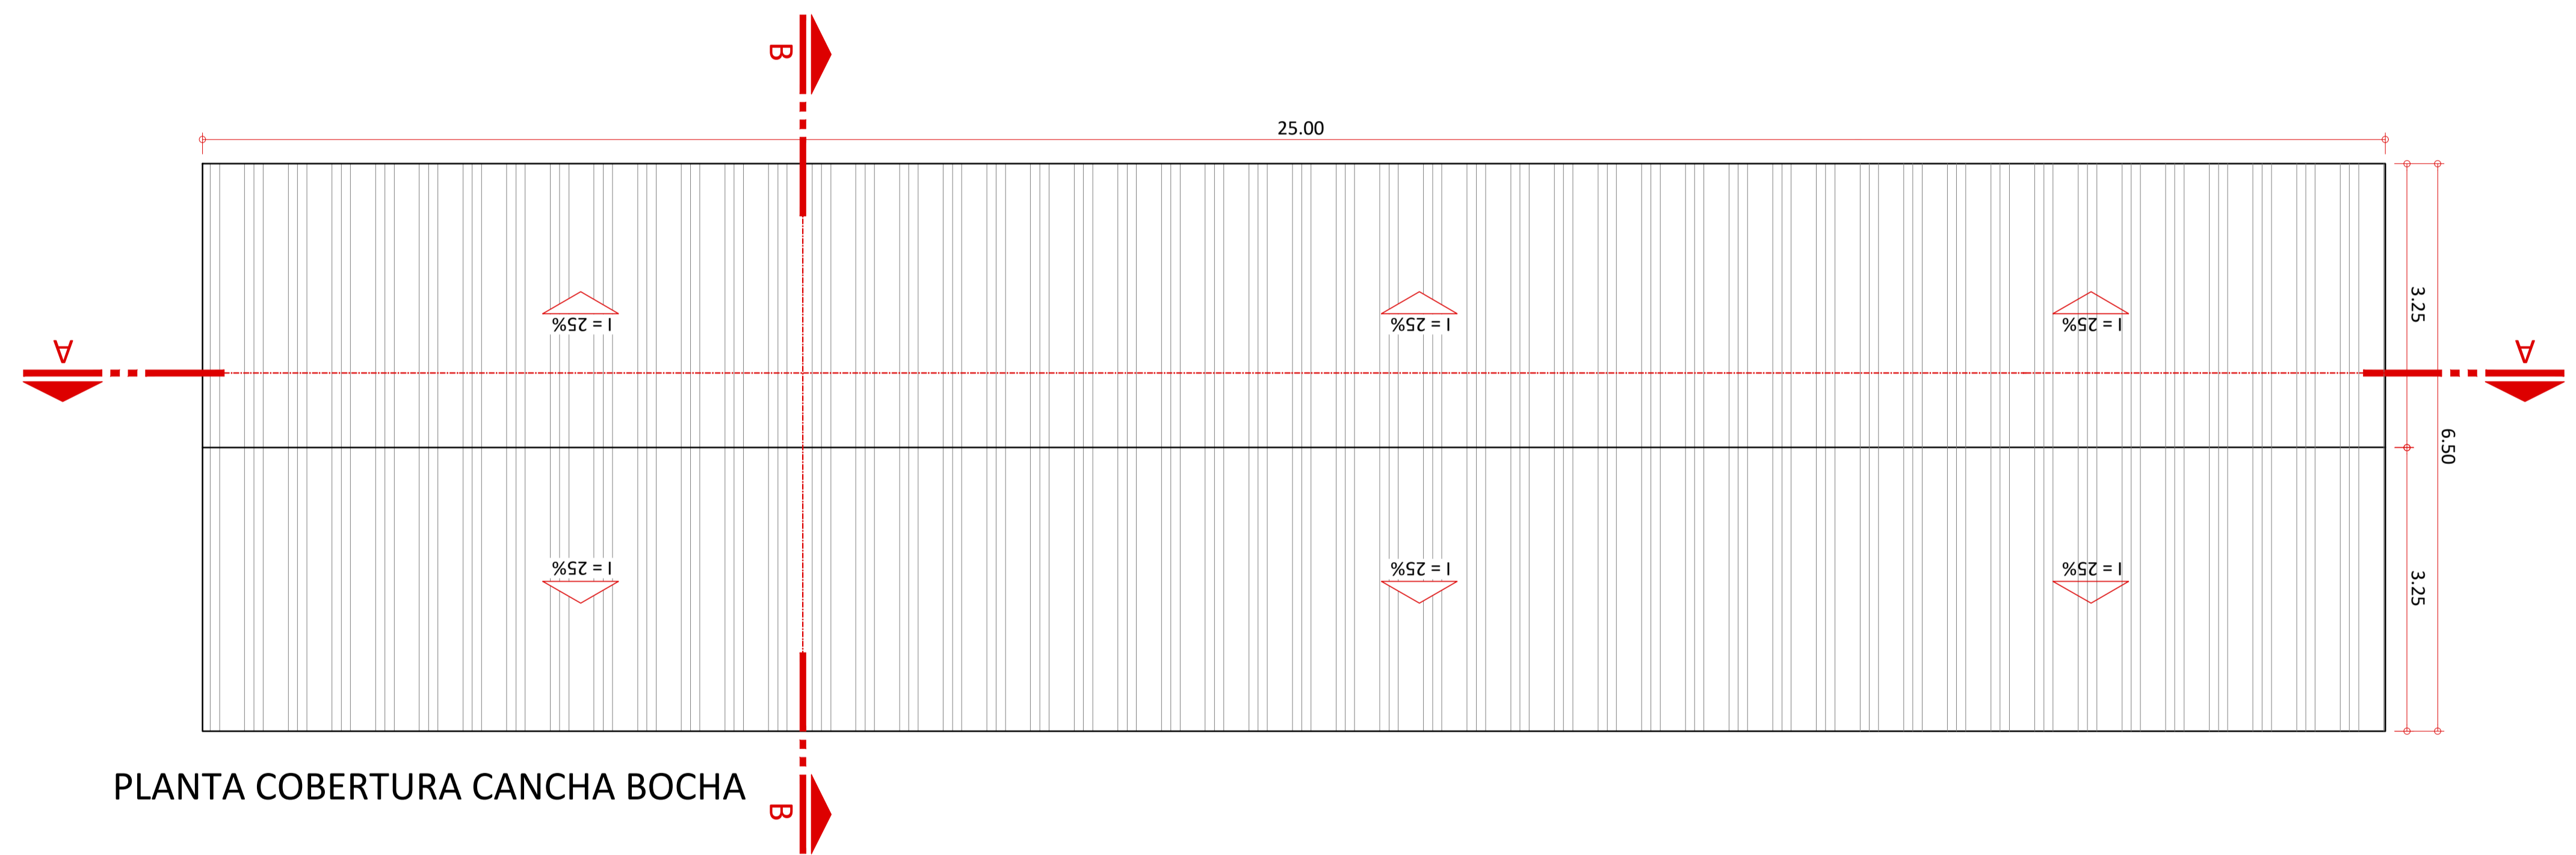 B
25.00
3.25
I = 25%
I = 25%
I = 25%
A
A
6.50
I = 25%
I = 25%
I = 25%
3.25
PLANTA COBERTURA CANCHA BOCHA
B